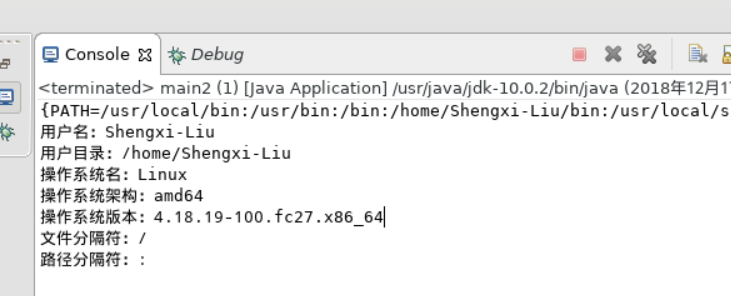 Console Debug
<terminated> main2 (1) [Java Application] /usr/java/jdk-10.0.2/bin/java (2018年12月1
{PATH=/usr/local/bin:/usr/bin:/bin:/home/Shengxi-Liu/bin:/usr/local/s
用户名: Shengxi-Liu
用户目录: /home/Shengxi-Liu
操作系统名: Linux
操作系统架构: amd64
操作系统版本: 4.18.19-100.fc27.x86_64
文件分隔符: /
路径分隔符: :